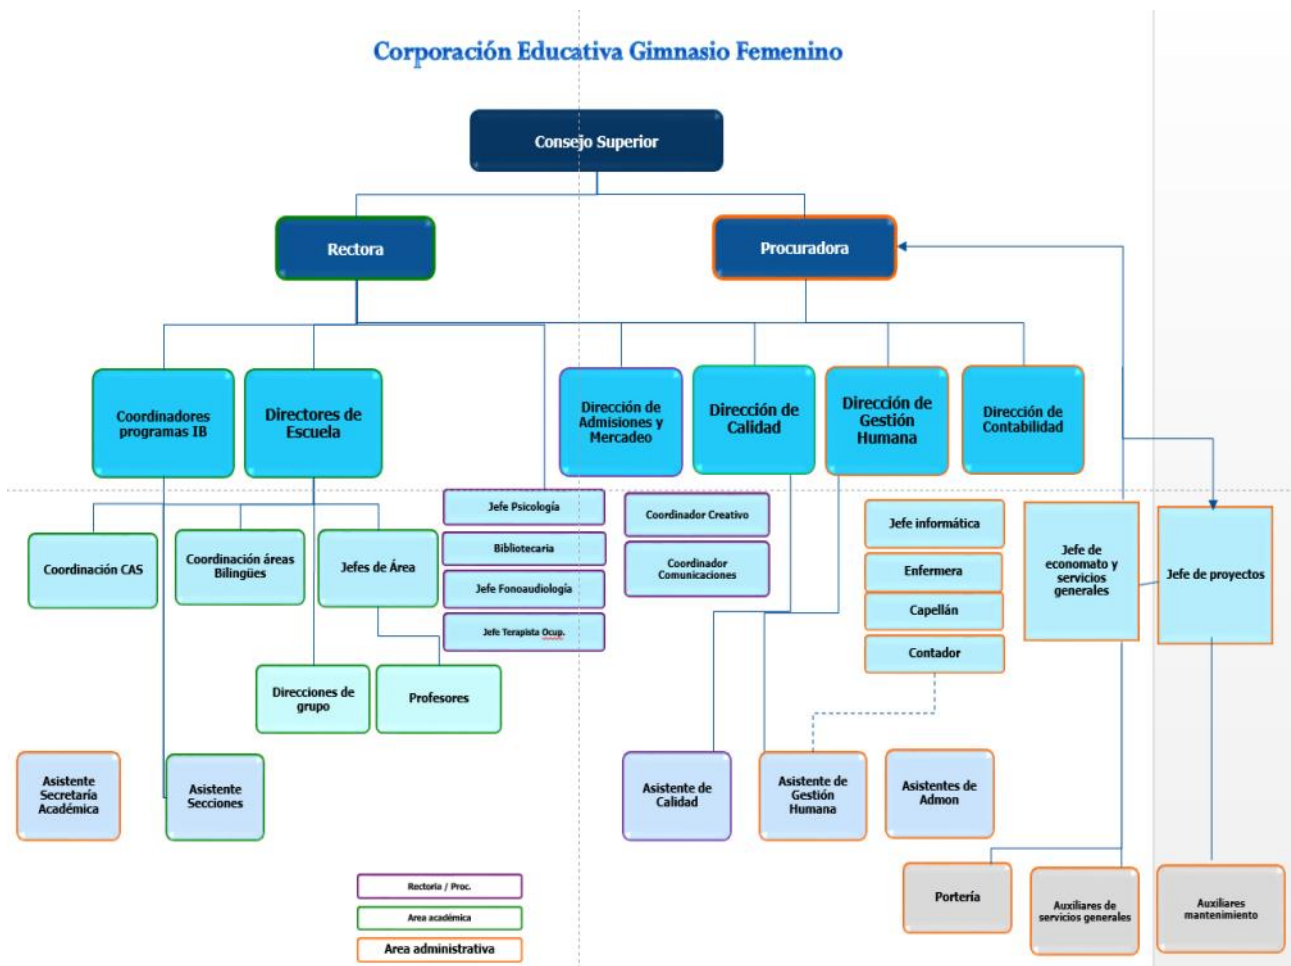 Corporación Educativa Gimnasio Femenino
Consejo Superior
Rectora
Procuradora
Coordinadores
programas IB
Directores de
Escuela
Dirección de
Admisiones y
Mercadeo
Dirección de
Calidad
Dirección de
Gestión
Humana
Dirección de
Contabilidad
Coordinación CAS
Coordinación áreas
Bilingües
Jefes de Área
Jefe Psicología
Bibliotecaria
Jefe Fonoaudiología
Jefe Terapista Ocup.
Coordinador Creativo
Coordinador
Comunicaciones
Jefe informática
Enfermera
Capellán
Contador
Jefe de
economato y
servicios
generales
Jefe de proyectos
Direcciones de
grupo
Profesores
Asistente
Secretaría
Académica
Asistente
Secciones
Asistente de
Calidad
Asistente de
Gestión
Humana
Asistentes de
Admon
Portería
Auxiliares de
servicios generales
Auxiliares
mantenimiento
Rectoría / Proc.
Area académica
Area administrativa